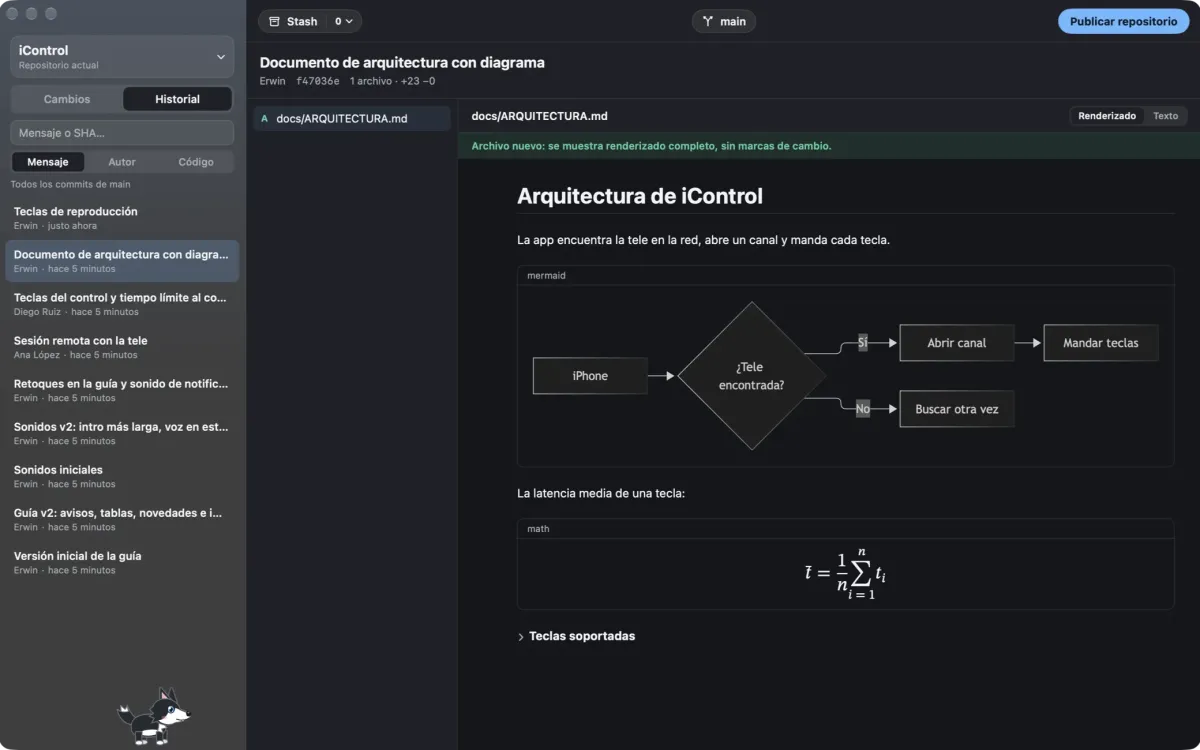 Stash 0
main
Publicar repositorio
iControl
Repositorio actual
Cambios
Historial
Mensaje o SHA…
Mensaje
Autor
Código
Todos los commits de main
Teclas de reproducción
Erwin · justo ahora
Documento de arquitectura con diagra…
Erwin · hace 5 minutos
Teclas del control y tiempo límite al co…
Diego Ruiz · hace 5 minutos
Sesión remota con la tele
Ana López · hace 5 minutos
Retoques en la guía y sonido de notific…
Erwin · hace 5 minutos
Sonidos v2: intro más larga, voz en est…
Erwin · hace 5 minutos
Sonidos iniciales
Erwin · hace 5 minutos
Guía v2: avisos, tablas, novedades e i…
Erwin · hace 5 minutos
Versión inicial de la guía
Erwin · hace 5 minutos
Documento de arquitectura con diagrama
Erwin f47036e 1 archivo · +23 −0
A docs/ARQUITECTURA.md
docs/ARQUITECTURA.md
Renderizado
Texto
Archivo nuevo: se muestra renderizado completo, sin marcas de cambio.
Arquitectura de iControl
La app encuentra la tele en la red, abre un canal y manda cada tecla.
mermaid
iPhone
¿Tele
encontrada?
Sí
Abrir canal
Mandar teclas
No
Buscar otra vez
La latencia media de una tecla:
math
t̄ = 1/n ∑ i = 1 n t_i
Teclas soportadas